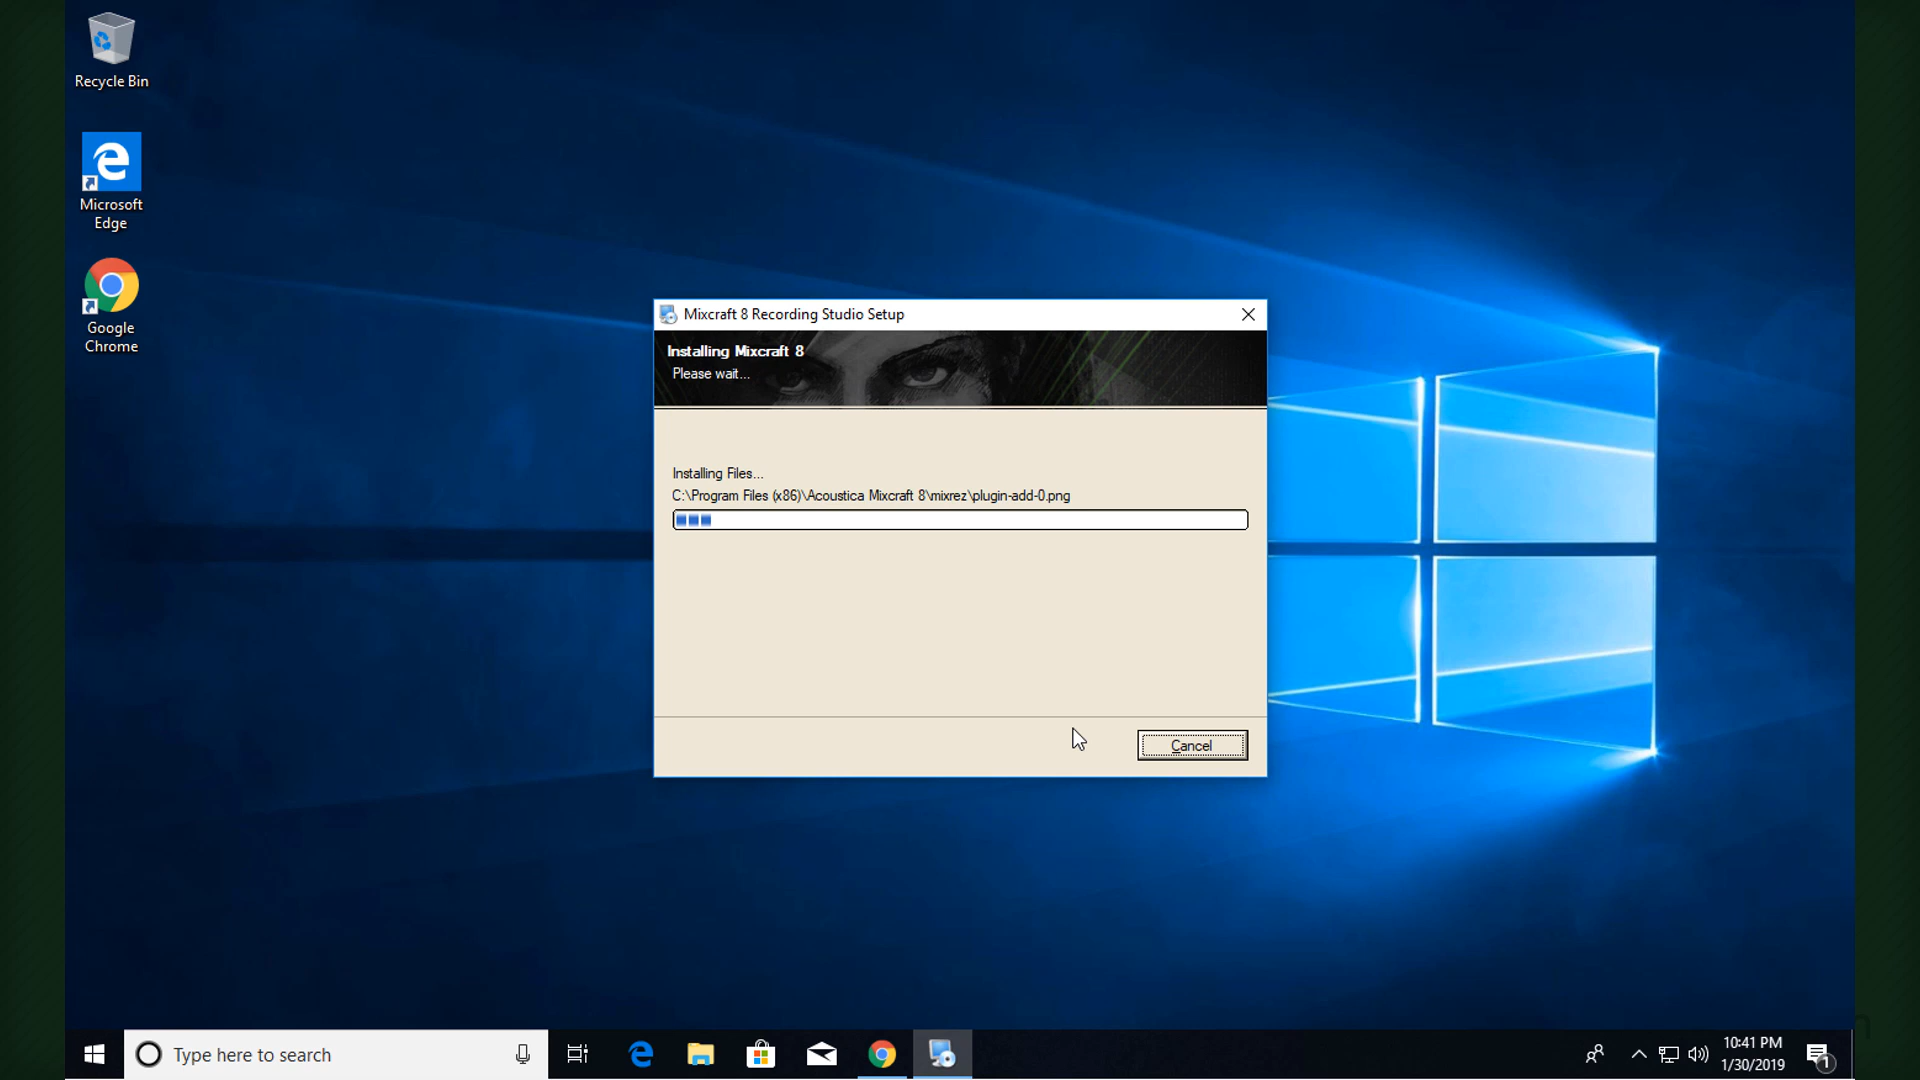 Recycle Bin
Microsoft
Edge
Google
Chrome
Mixcraft 8 Recording Studio Setup
Installing Mixcraft 8
Please wait...
Installing Files...
C:\Program Files (x86)\Acoustica Mixcraft 8\mixrez\plugin-add-0.png
Cancel
Type here to search
10:41 PM
1/30/2019
1